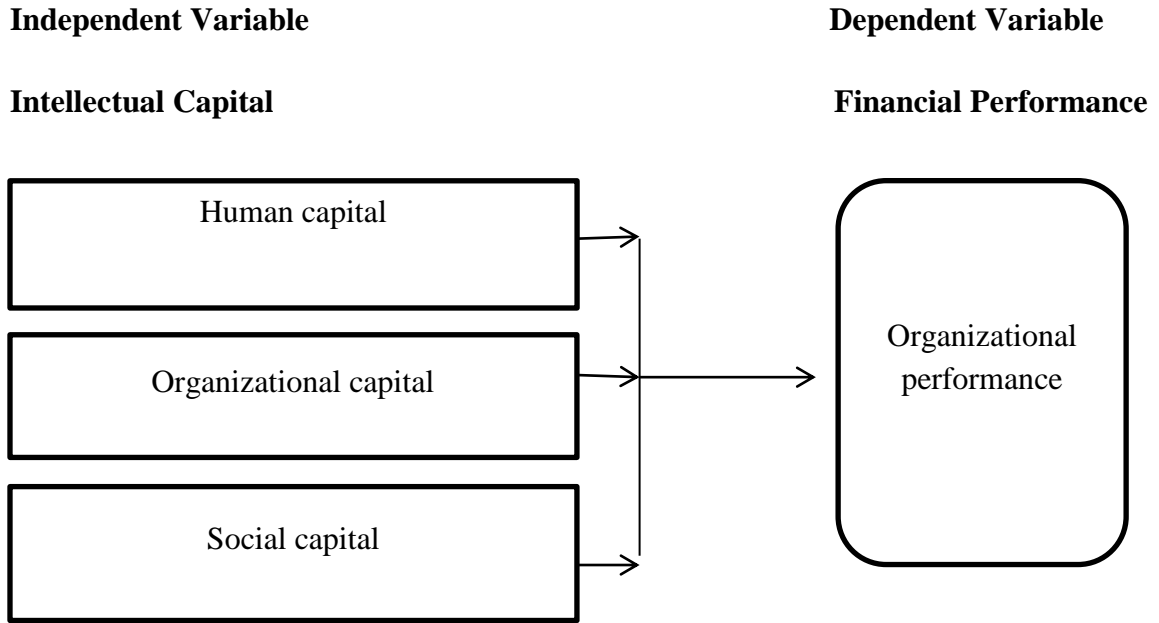 Independent Variable
Dependent Variable
Intellectual Capital
Financial Performance
Human capital
Organizational capital
Social capital
Organizational
performance